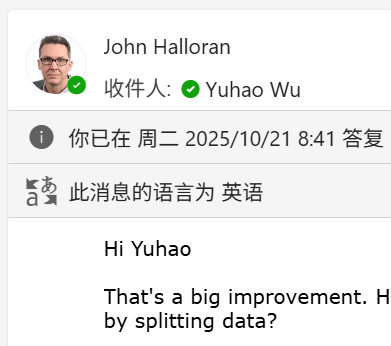 John Halloran
收件人: Yuhao Wu
你已在 周二 2025/10/21 8:41 答复
此消息的语言为 英语
Hi Yuhao
That's a big improvement. H
by splitting data?